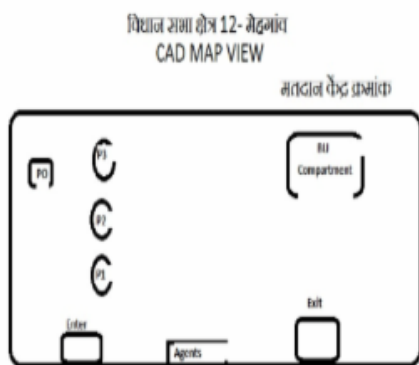 विधान सभा क्षेत्र 12- मेहगांव
CAD MAP VIEW
मतदान केंद्र क्रमांक
P3
BU
Compartment
PO
P2
P1
Enter
Exit
Agents